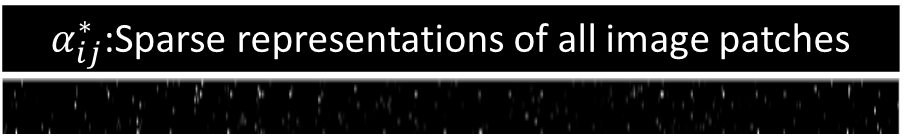 α*ij:Sparse representations of all image patches